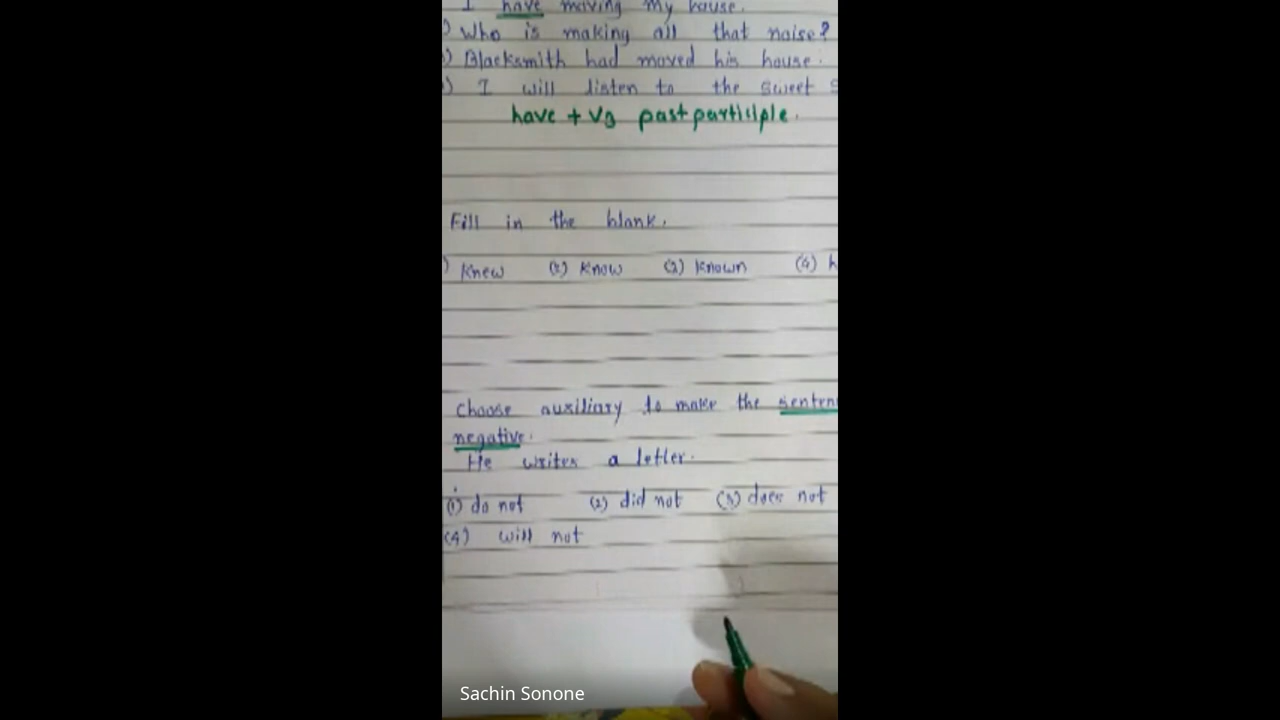 I have moving my house.
) Who is making all that noise?
) Blacksmith had moved his house.
) I will listen to the sweet
have + V3 past participle.
Fill in the blank.
) Knew (2) Know (3) Known (4)
Choose auxiliary to make the senten
negative.
He writes a letter.
(1) do not (2) did not (3) does not
(4) will not
Sachin Sonone